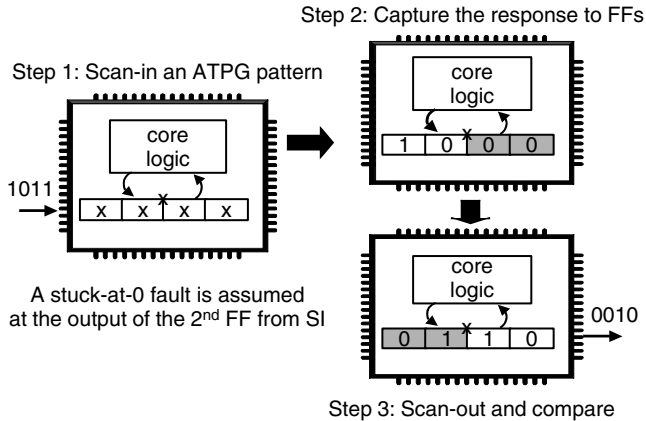 Step 1: Scan-in an ATPG pattern
core
logic
1011
x x x x
x
A stuck-at-0 fault is assumed
at the output of the 2nd FF from SI
Step 2: Capture the response to FFs
core
logic
x
1 0 0 0
core
logic
x
0 1 1 0
0010
Step 3: Scan-out and compare